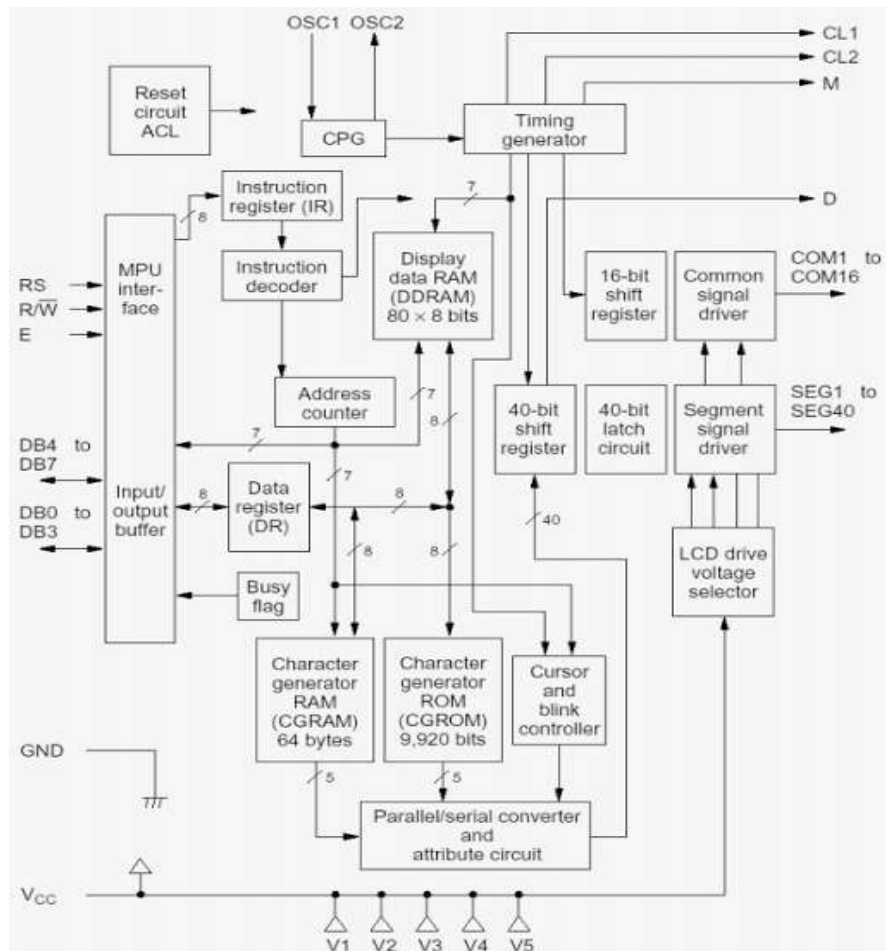 OSC1 OSC2
CL1
CL2
M
Reset
circuit
ACL
CPG
Timing
generator
7
D
8
Instruction
register (IR)
MPU
inter-
face
Instruction
decoder
Display
data RAM
(DDRAM)
80 × 8 bits
16-bit
shift
register
Common
signal
driver
COM1 to
COM16
RS
R/W̅
E
Address
counter
7
8
40-bit
shift
register
40-bit
latch
circuit
Segment
signal
driver
SEG1 to
SEG40
DB4 to
DB7
7
7
Input/
output
buffer
8
Data
register
(DR)
8
DB0 to
DB3
8
8
40
LCD drive
voltage
selector
Busy
flag
Character
generator
RAM
(CGRAM)
64 bytes
Character
generator
ROM
(CGROM)
9,920 bits
Cursor
and
blink
controller
GND
5
5
Parallel/serial converter
and
attribute circuit
VCC
V1 V2 V3 V4 V5